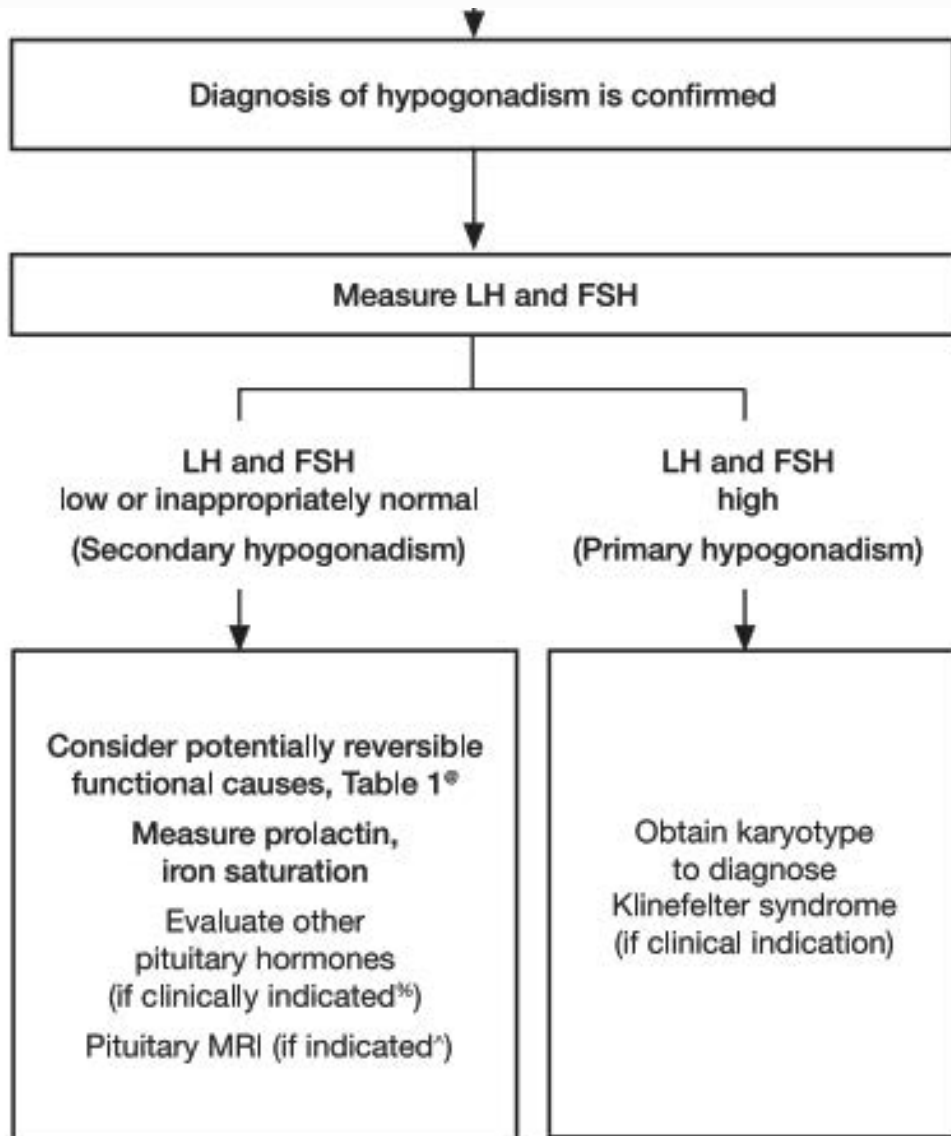 Diagnosis of hypogonadism is confirmed
Measure LH and FSH
LH and FSH
low or inappropriately normal
(Secondary hypogonadism)
LH and FSH
high
(Primary hypogonadism)
Consider potentially reversible
functional causes, Table 1@
Measure prolactin,
iron saturation
Evaluate other
pituitary hormones
(if clinically indicated%)
Pituitary MRI (if indicated^)
Obtain karyotype
to diagnose
Klinefelter syndrome
(if clinical indication)